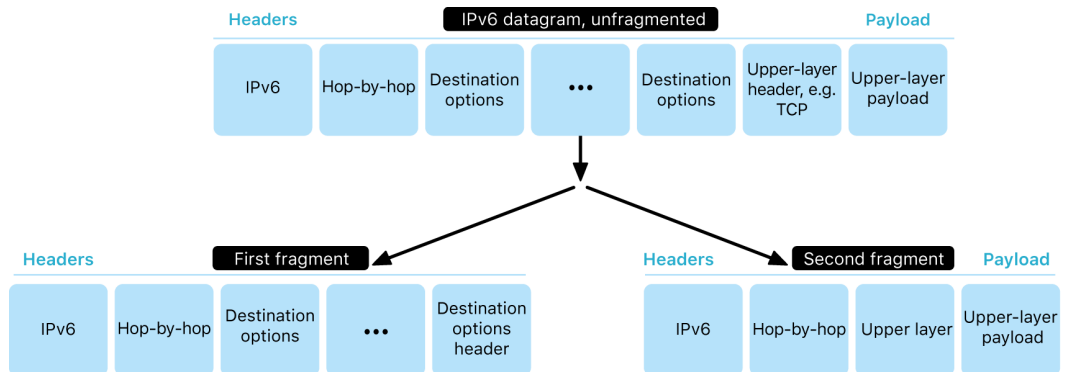 Headers
IPv6 datagram, unfragmented
Payload
IPv6
Hop-by-hop
Destination
options
...
Destination
options
Upper-layer
header, e.g.
TCP
Upper-layer
payload
Headers
First fragment
IPv6
Hop-by-hop
Destination
options
...
Destination
options
header
Headers
Second fragment
Payload
IPv6
Hop-by-hop
Upper layer
Upper-layer
payload